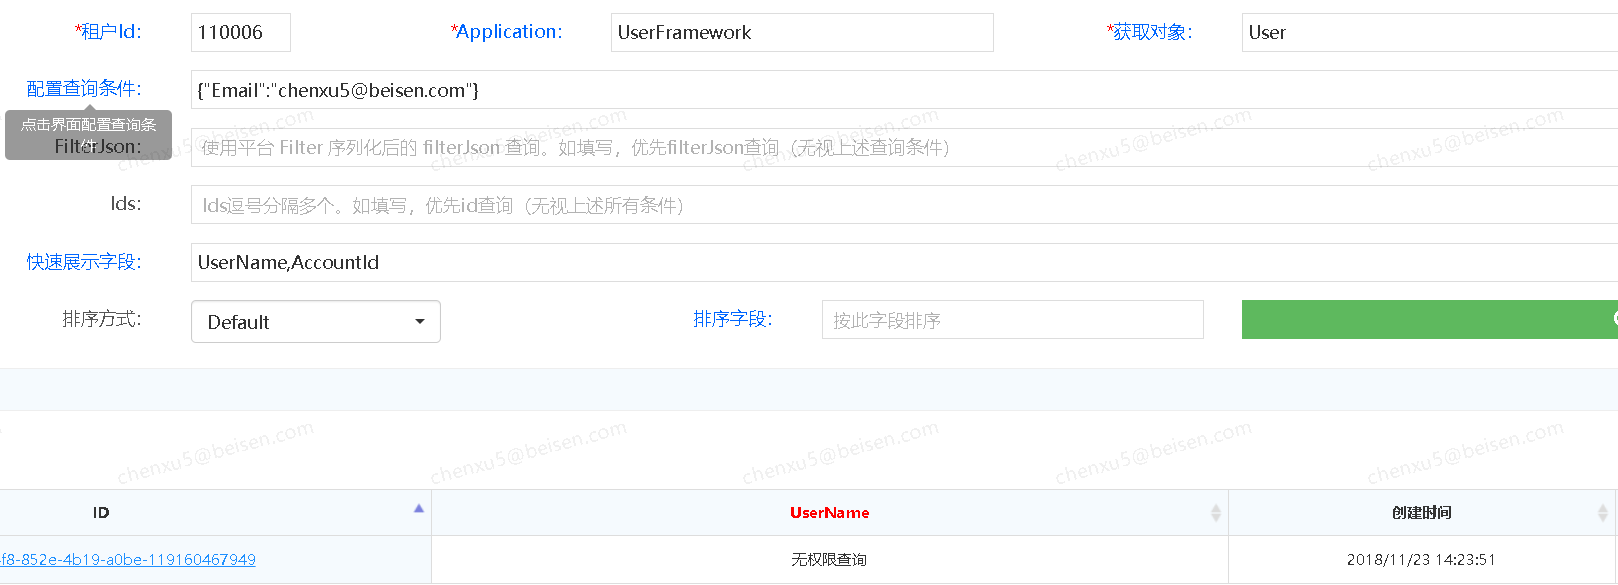 *租户Id: 110006 *Application: UserFramework *获取对象: User
配置查询条件: {"Email":"chenxu5@beisen.com"}
点击界面配置查询条
件
FilterJson: 使用平台 Filter 序列化后的 filterJson 查询。如填写，优先filterJson查询（无视上述查询条件）
chenxu5@beisen.com chenxu5@beisen.com chenxu5@beisen.com chenxu5@beisen.com chenxu5@beisen.com
Ids: Ids逗号分隔多个。如填写，优先id查询（无视上述所有条件）
快速展示字段: UserName,AccountId
排序方式: Default 排序字段: 按此字段排序
chenxu5@beisen.com chenxu5@beisen.com chenxu5@beisen.com chenxu5@beisen.com chenxu5@beisen.com
ID UserName 创建时间
f8-852e-4b19-a0be-119160467949 无权限查询 2018/11/23 14:23:51